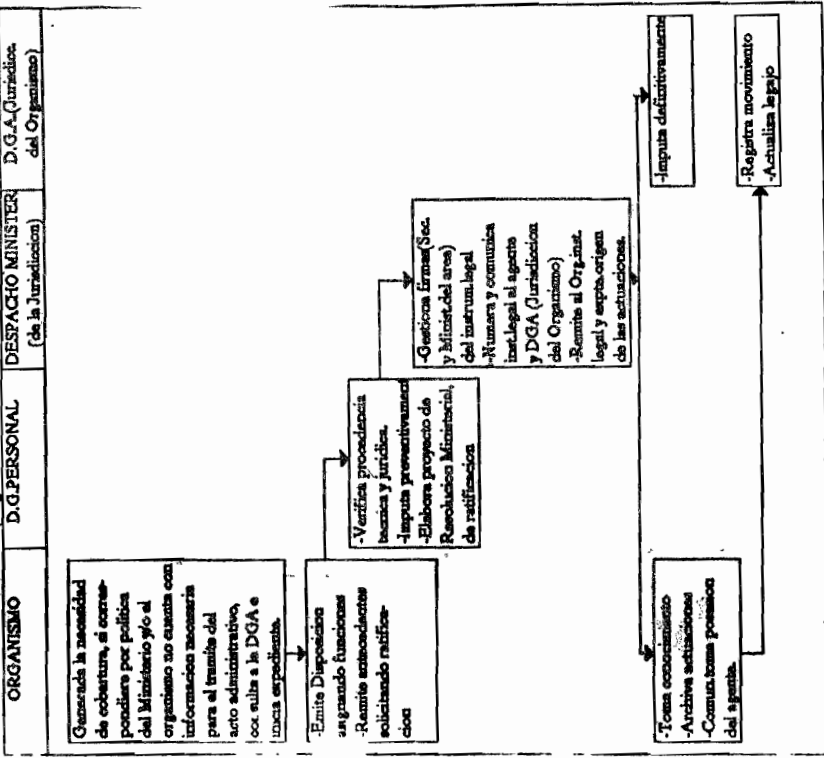 ORGANISMO
D.G.PERSONAL
DESPACHO MINISTER
(de la Jurisdiccion)
D.G.A.(Jurisdicc.
del Organismo)
Generada la necesidad
de cobertura, si corres-
pondiere por politica
del Ministerio y/o el
organismo no cuenta con
informacion necesaria
para el tramite del
acto administrativo,
consulta a la DGA e
inicia expediente.
-Emite Disposicion
asignando funciones
-Remite antecedentes
solicitando ratifica-
cion
-Verifica procedencia
tecnica y juridica.
-Imputa preventivament
-Elabora proyecto de
Resolucion Ministerial,
de ratificacion
-Gestiona firmas(Sec.
y Minist.del area)
del instrum.legal
-Numera y comunica
inst.legal al agente
y DGA (Jurisdiccion
del Organismo)
-Remite al Org.inst.
legal y expte.origen
de las actuaciones.
-Imputa definitivamente
-Toma conocimiento
-Archiva actuaciones
-Comun.toma posesion
del agente.
-Registra movimiento
-Actualiza legajo